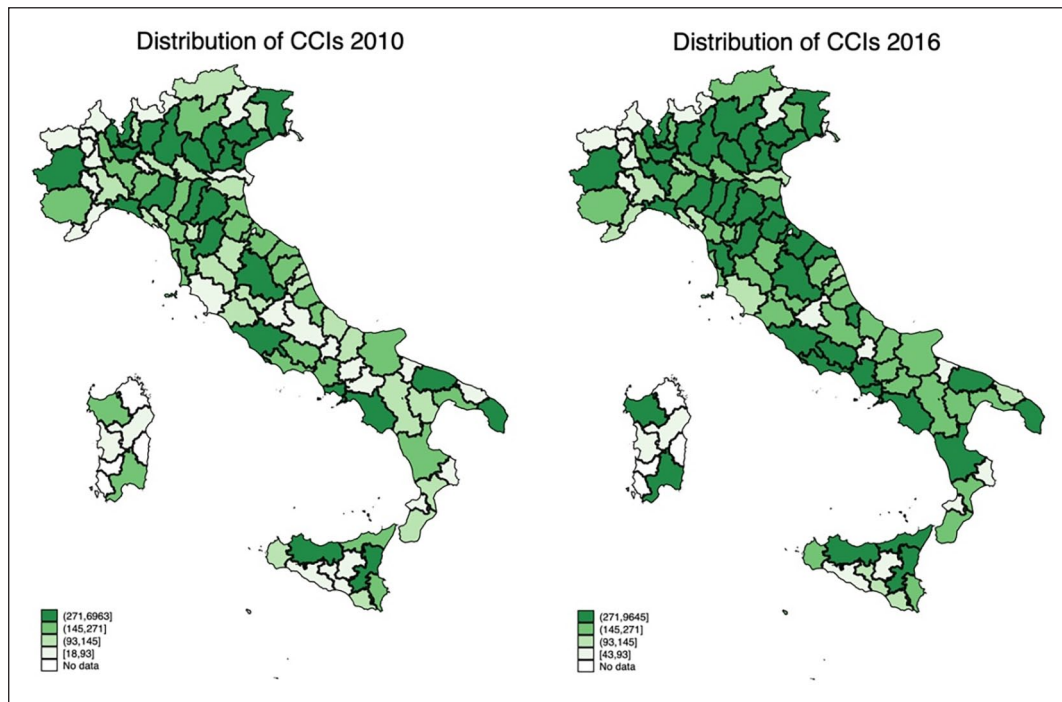 Distribution of CCIs 2010
Distribution of CCIs 2016
(271,6963]
(145,271]
(93,145]
[18,93]
No data
(271,9645]
(145,271]
(93,145]
[43,93]
No data